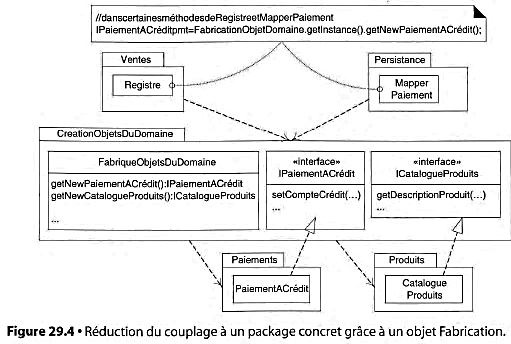 //danscertainesméthodesdeRegistreetMapperPaiement
IPaiementACréditpmt=FabricationObjetDomaine.getInstance().getNewPaiementACrédit();
Ventes
Registre
Persistance
Mapper
Paiement
CreationObjetsDuDomaine
FabriqueObjetsDuDomaine
getNewPaiementACrédit():IPaiementACrédit
getNewCatalogueProduits():ICatalogueProduits
...
«interface»
IPaiementACrédit
setCompteCrédit(...)
...
«interface»
ICatalogueProduits
getDescriptionProduit(...)
...
Paiements
PaiementACrédit
Produits
Catalogue
Produits
Figure 29.4 • Réduction du couplage à un package concret grâce à un objet Fabrication.